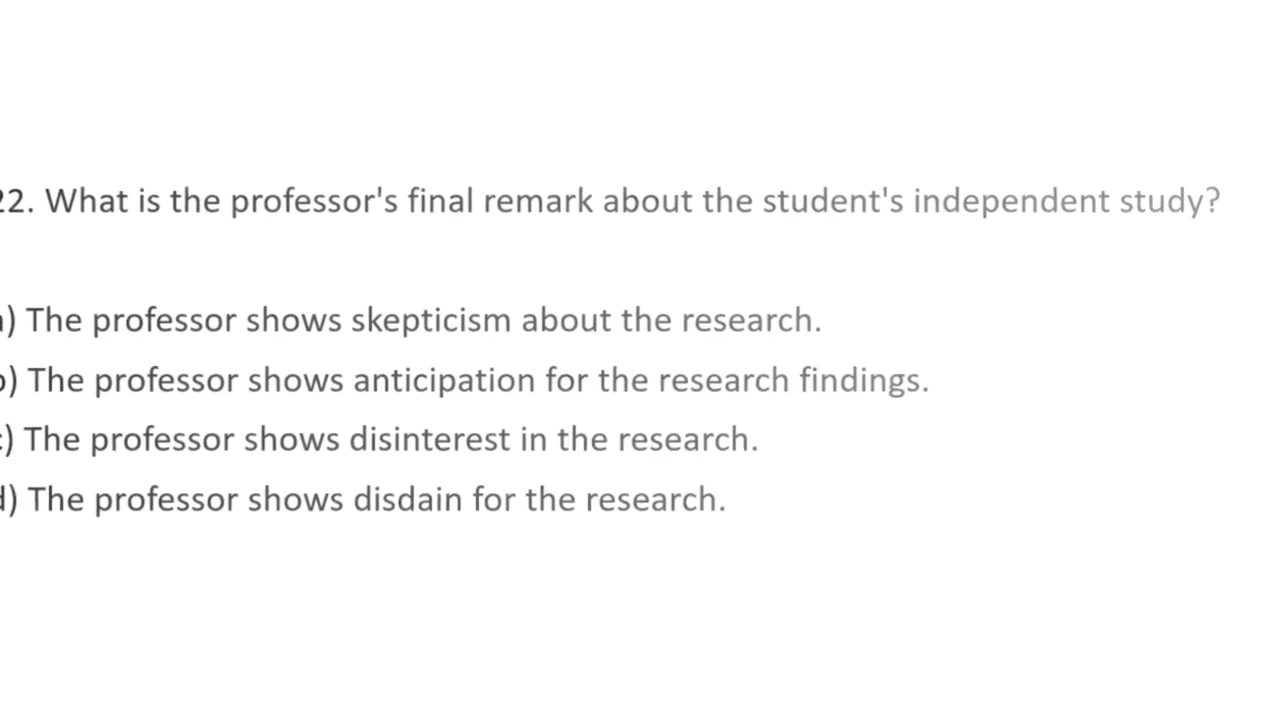 22. What is the professor's final remark about the student's independent study?
a) The professor shows skepticism about the research.
b) The professor shows anticipation for the research findings.
c) The professor shows disinterest in the research.
d) The professor shows disdain for the research.